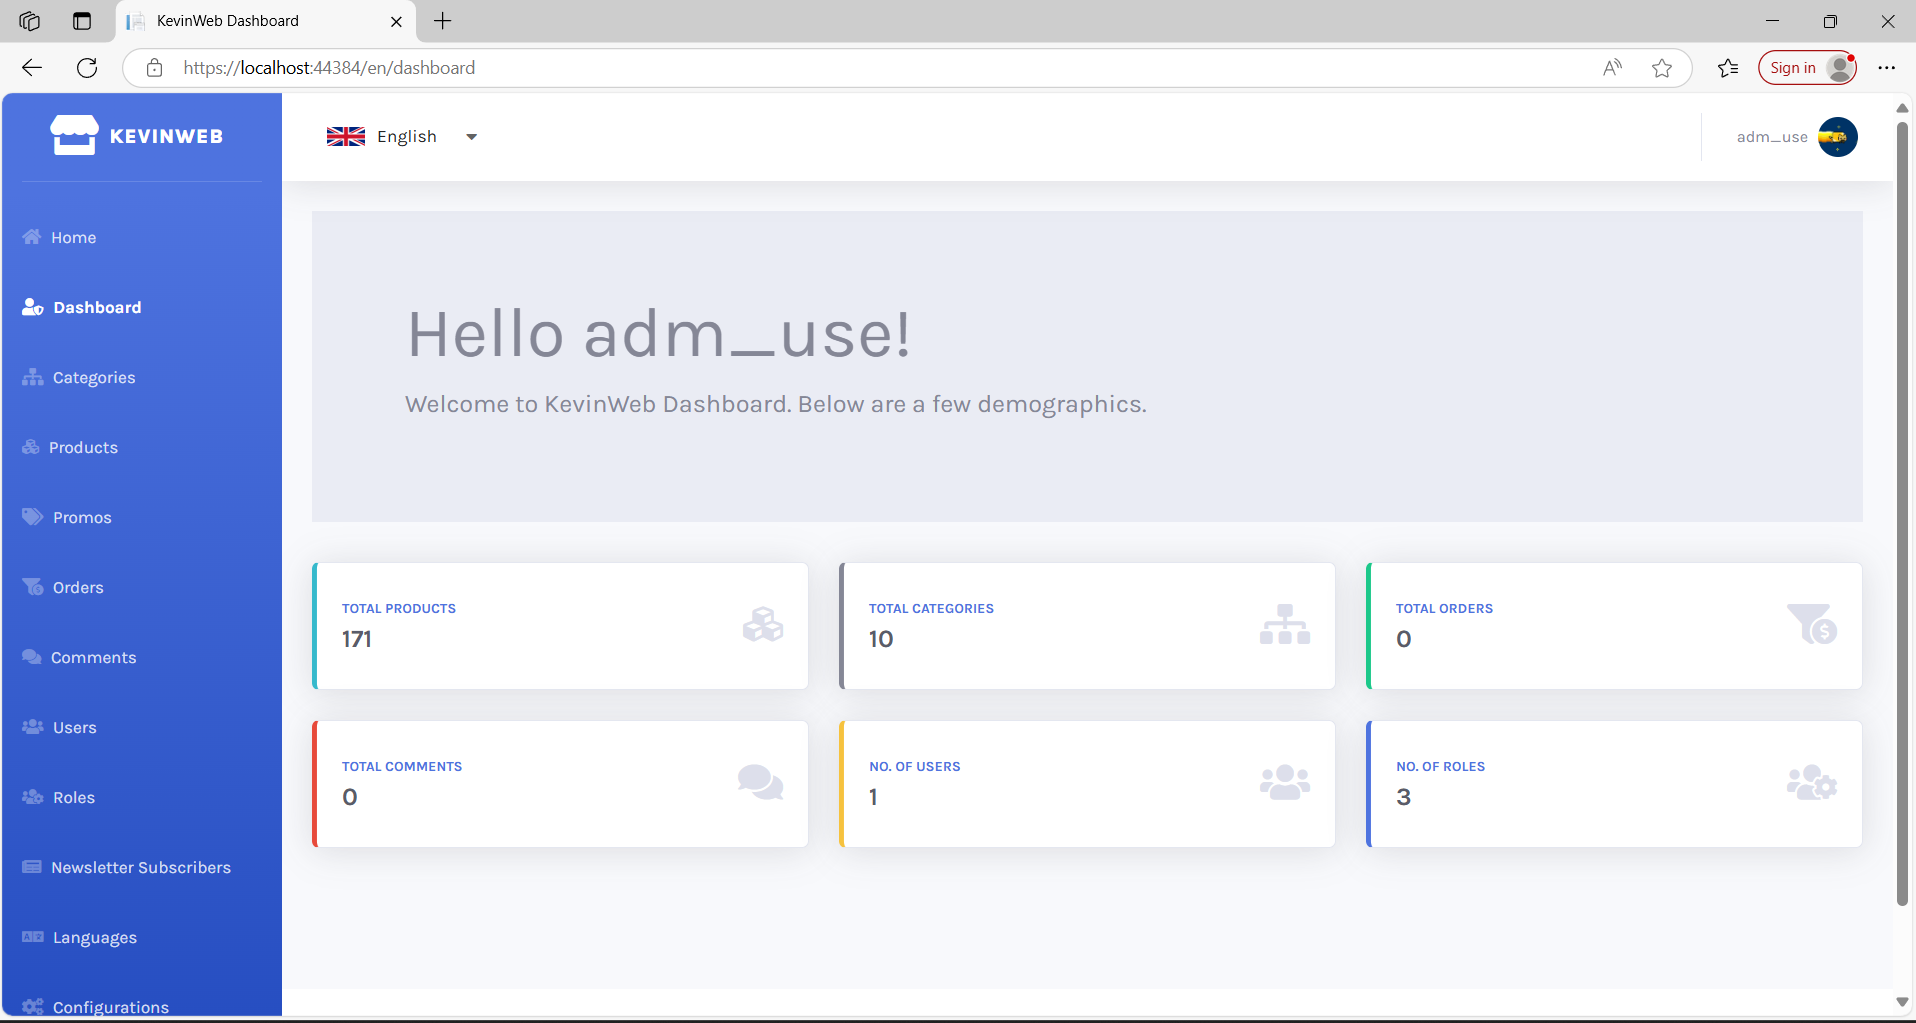 KevinWeb Dashboard
https://localhost:44384/en/dashboard
Sign in
KEVINWEB
English
adm_use
Home
Dashboard
Categories
Products
Promos
Orders
Comments
Users
Roles
Newsletter Subscribers
Languages
Configurations
Hello adm_use!
Welcome to KevinWeb Dashboard. Below are a few demographics.
TOTAL PRODUCTS
171
TOTAL CATEGORIES
10
TOTAL ORDERS
0
TOTAL COMMENTS
0
NO. OF USERS
1
NO. OF ROLES
3